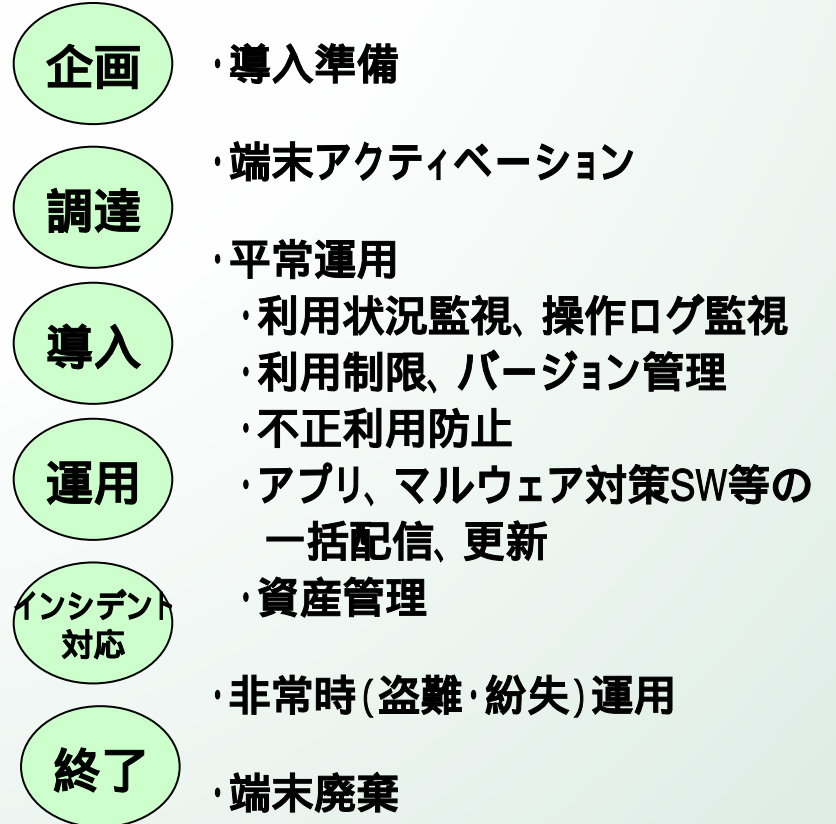 企画
調達
導入
運用
インシデント
対応
終了
・導入準備
・端末アクティベーション
・平常運用
・利用状況監視、操作ログ監視
・利用制限、バージョン管理
・不正利用防止
・アプリ、マルウェア対策SW等の
一括配信、更新
・資産管理
・非常時(盗難・紛失)運用
・端末廃棄